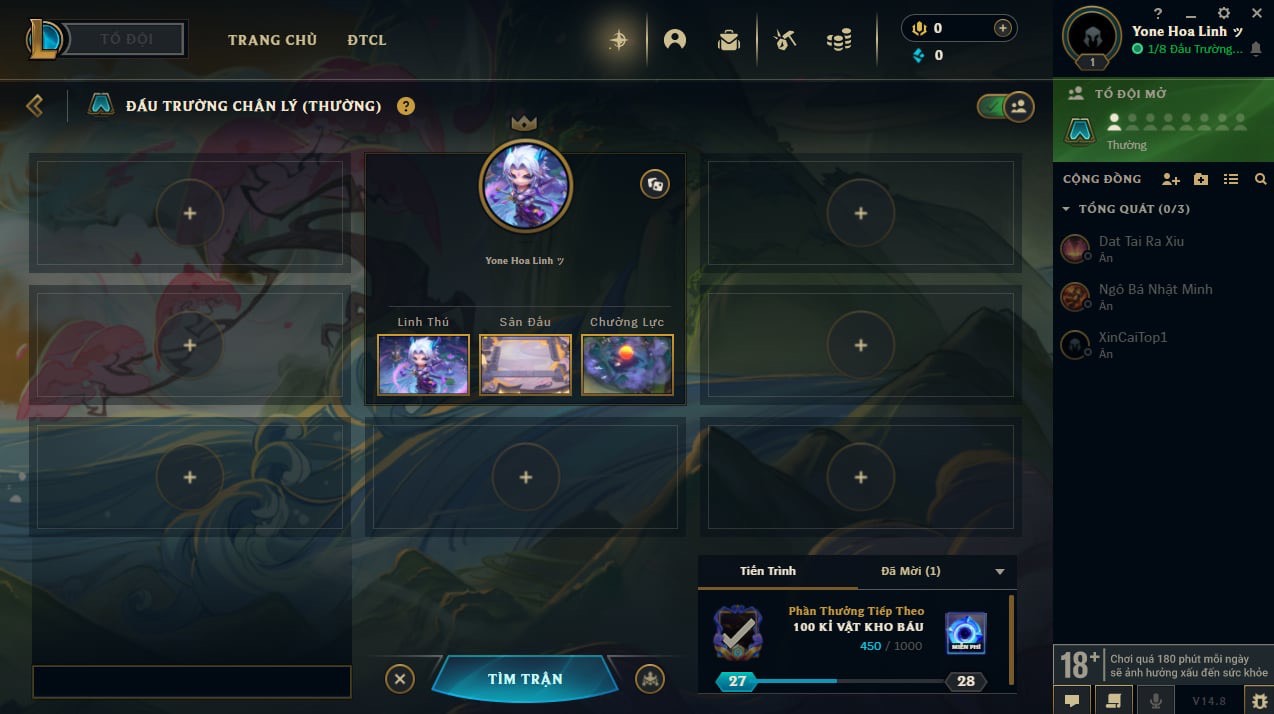 TỔ ĐỘI
TRANG CHỦ
ĐTCL
0
0
Yone Hoa Linh ツ
1/8 Đấu Trường...
1
ĐẤU TRƯỜNG CHÂN LÝ (THƯỜNG)
?
TỔ ĐỘI MỞ
Thường
CỘNG ĐỒNG
TỔNG QUÁT (0/3)
Dat Tai Ra Xiu
Ẩn
Ngô Bá Nhật Minh
Ẩn
XinCaiTop1
Ẩn
Yone Hoa Linh ツ
Linh Thú
Sân Đấu
Chưởng Lực
Tiến Trình
Đã Mời (1)
Phần Thưởng Tiếp Theo
100 KỈ VẬT KHO BÁU
450 / 1000
MIỄN PHÍ
27
28
TÌM TRẬN
18+
Chơi quá 180 phút mỗi ngày
sẽ ảnh hưởng xấu đến sức khỏe
V14.8